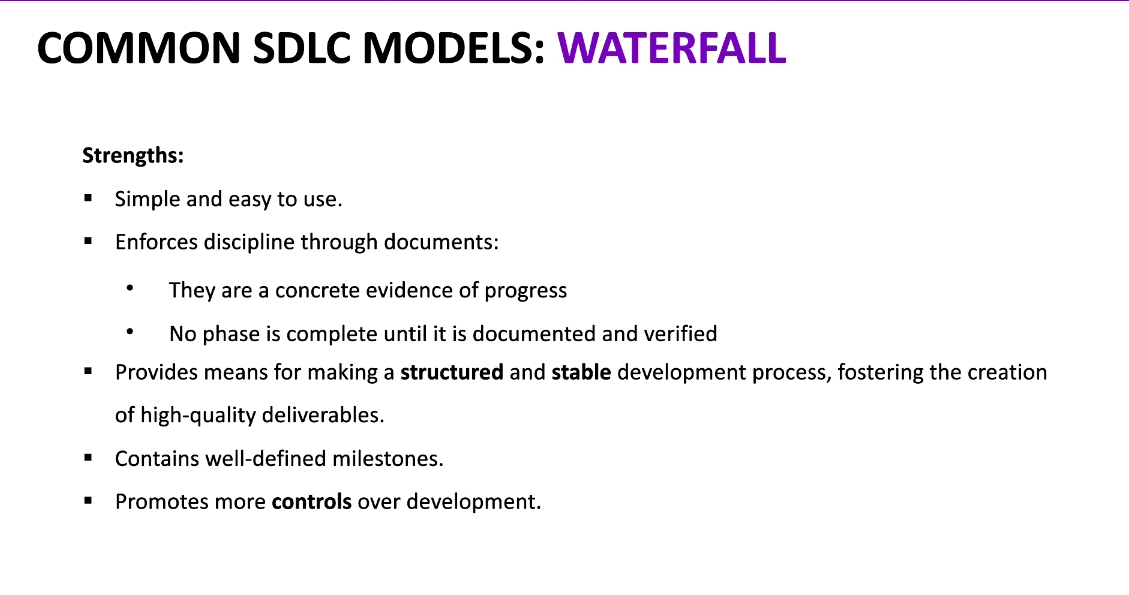 COMMON SDLC MODELS: WATERFALL
Strengths:
▪ Simple and easy to use.
▪ Enforces discipline through documents:
• They are a concrete evidence of progress
• No phase is complete until it is documented and verified
▪ Provides means for making a structured and stable development process, fostering the creation
of high-quality deliverables.
▪ Contains well-defined milestones.
▪ Promotes more controls over development.